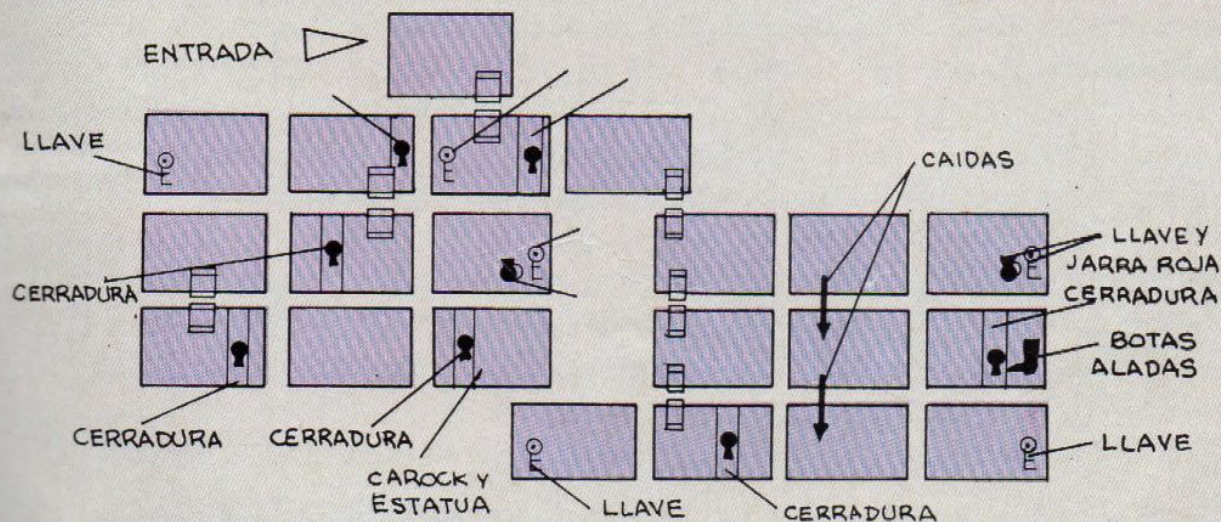 ENTRADA
LLAVE
CAIDAS
LLAVE Y
JARRA ROJA
CERRADURA
CERRADURA
BOTAS
ALADAS
CERRADURA
CERRADURA
CAROCK Y
ESTATUA
LLAVE
CERRADURA
LLAVE